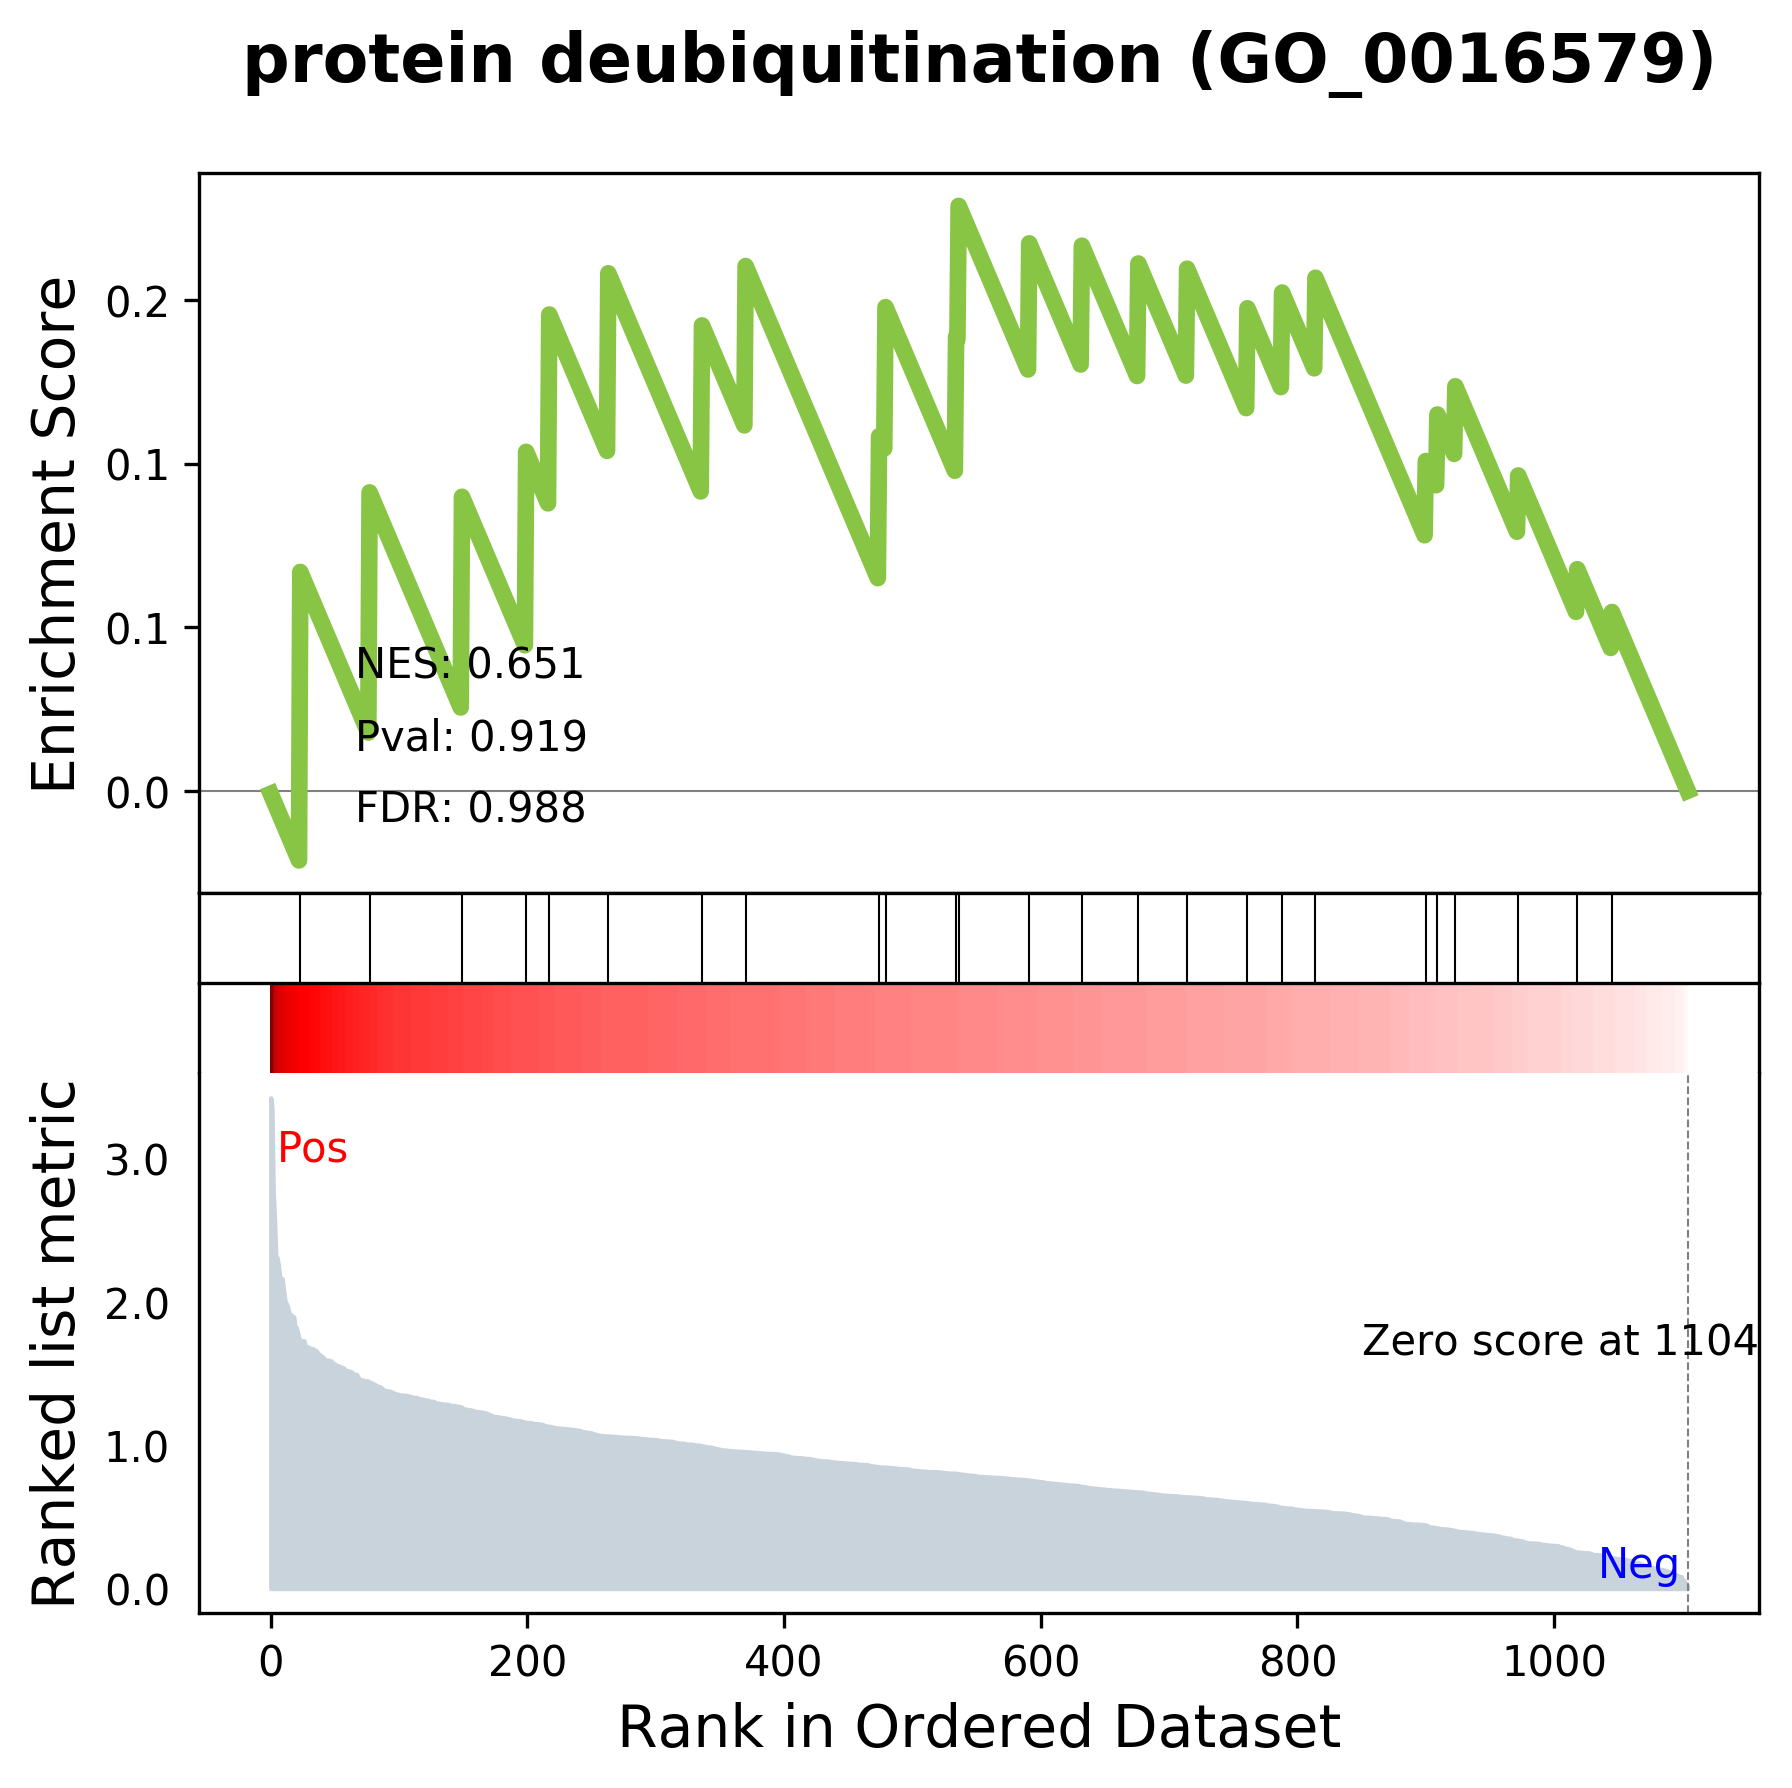 protein deubiquitination (GO_0016579)
Enrichment Score
0.2
0.1
0.1
0.0
NES: 0.651
Pval: 0.919
FDR: 0.988
Ranked list metric
3.0
2.0
1.0
0.0
Pos
Zero score at 1104
Neg
0 200 400 600 800 1000
Rank in Ordered Dataset